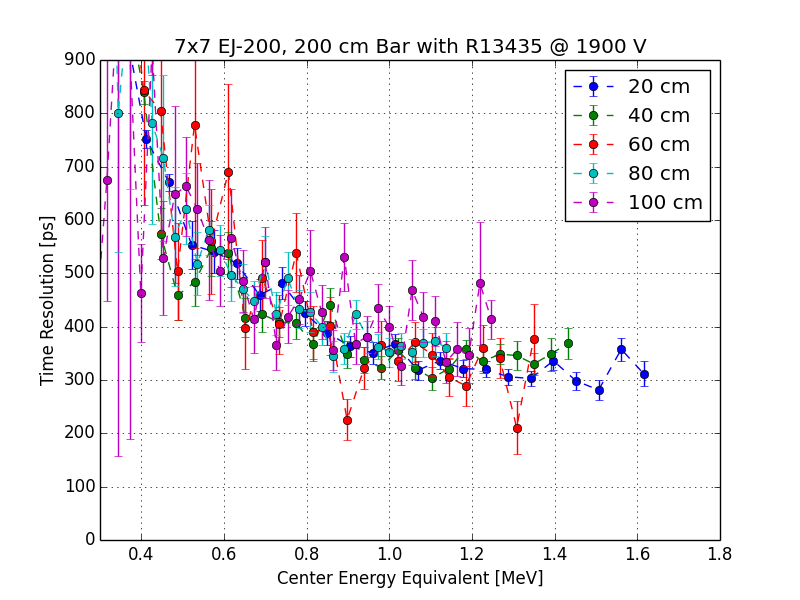 7x7 EJ-200, 200 cm Bar with R13435 @ 1900 V
Time Resolution [ps]
900
800
700
600
500
400
300
200
100
0
20 cm
40 cm
60 cm
80 cm
100 cm
0.4 0.6 0.8 1.0 1.2 1.4 1.6 1.8
Center Energy Equivalent [MeV]